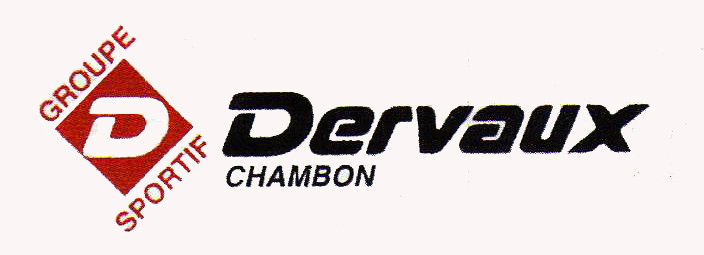 GROUPE
D
SPORTIF
Dervaux
CHAMBON